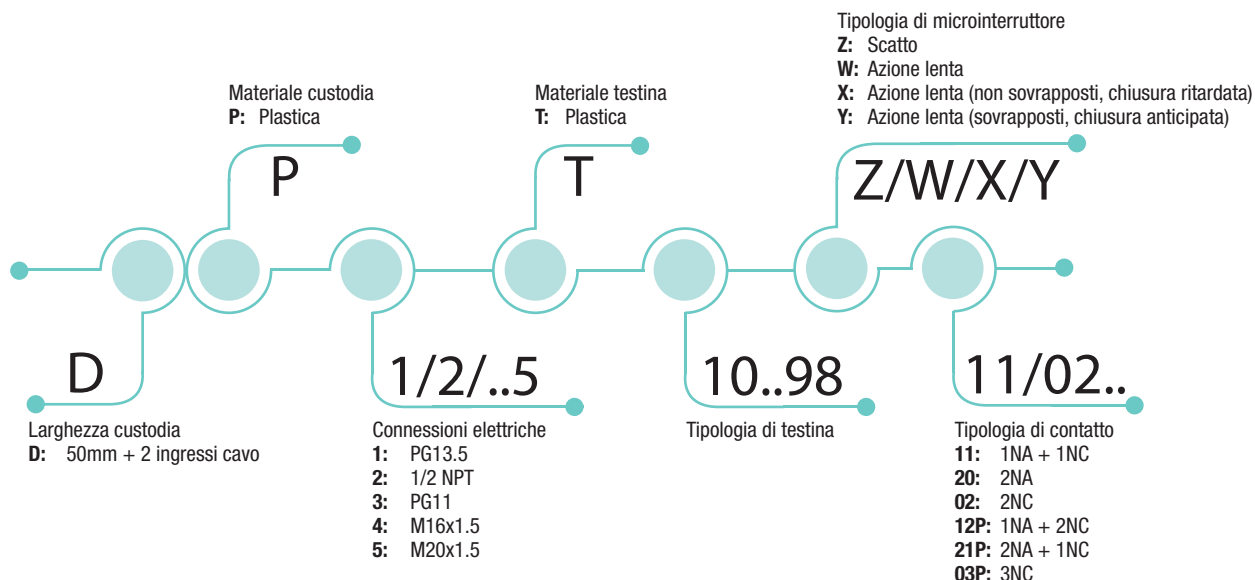 Tipologia di microinterruttore
Z: Scatto
W: Azione lenta
X: Azione lenta (non sovrapposti, chiusura ritardata)
Y: Azione lenta (sovrapposti, chiusura anticipata)
Materiale custodia
P: Plastica
Materiale testina
T: Plastica
P
T
Z/W/X/Y
D
1/2/..5
10..98
11/02..
Larghezza custodia
D: 50mm + 2 ingressi cavo
Connessioni elettriche
1: PG13.5
2: 1/2 NPT
3: PG11
4: M16x1.5
5: M20x1.5
Tipologia di testina
Tipologia di contatto
11: 1NA + 1NC
20: 2NA
02: 2NC
12P: 1NA + 2NC
21P: 2NA + 1NC
03P: 3NC